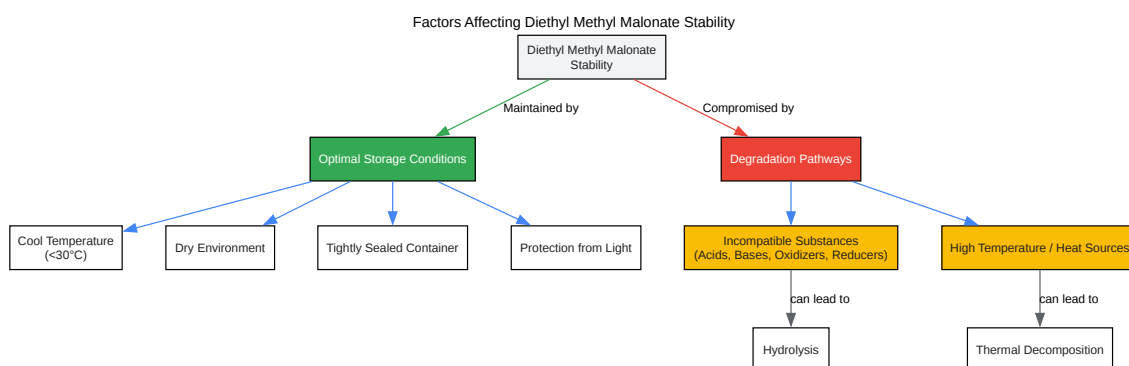 Factors Affecting Diethyl Methyl Malonate Stability
Diethyl Methyl Malonate
Stability
Maintained by
Compromised by
Optimal Storage Conditions
Degradation Pathways
Cool Temperature
(<30°C)
Dry Environment
Tightly Sealed Container
Protection from Light
Incompatible Substances
(Acids, Bases, Oxidizers, Reducers)
High Temperature / Heat Sources
can lead to
can lead to
Hydrolysis
Thermal Decomposition